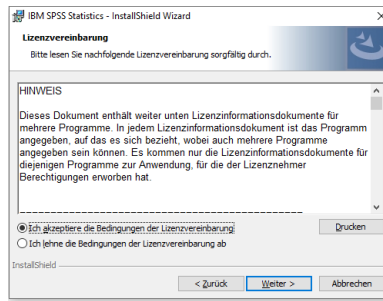 IBM SPSS Statistics - InstallShield Wizard
Lizenzvereinbarung
Bitte lesen Sie nachfolgende Lizenzvereinbarung sorgfältig durch.
HINWEIS
Dieses Dokument enthält weiter unten Lizenzinformationsdokumente für
mehrere Programme. In jedem Lizenzinformationsdokument ist das Programm
angegeben, auf das es sich bezieht, wobei auch mehrere Programme
angegeben sein können. Es kommen nur die Lizenzinformationsdokumente für
diejenigen Programme zur Anwendung, für die der Lizenznehmer
Berechtigungen erworben hat.
Ich akzeptiere die Bedingungen der Lizenzvereinbarung
Drucken
Ich lehne die Bedingungen der Lizenzvereinbarung ab
InstallShield
< Zurück Weiter > Abbrechen